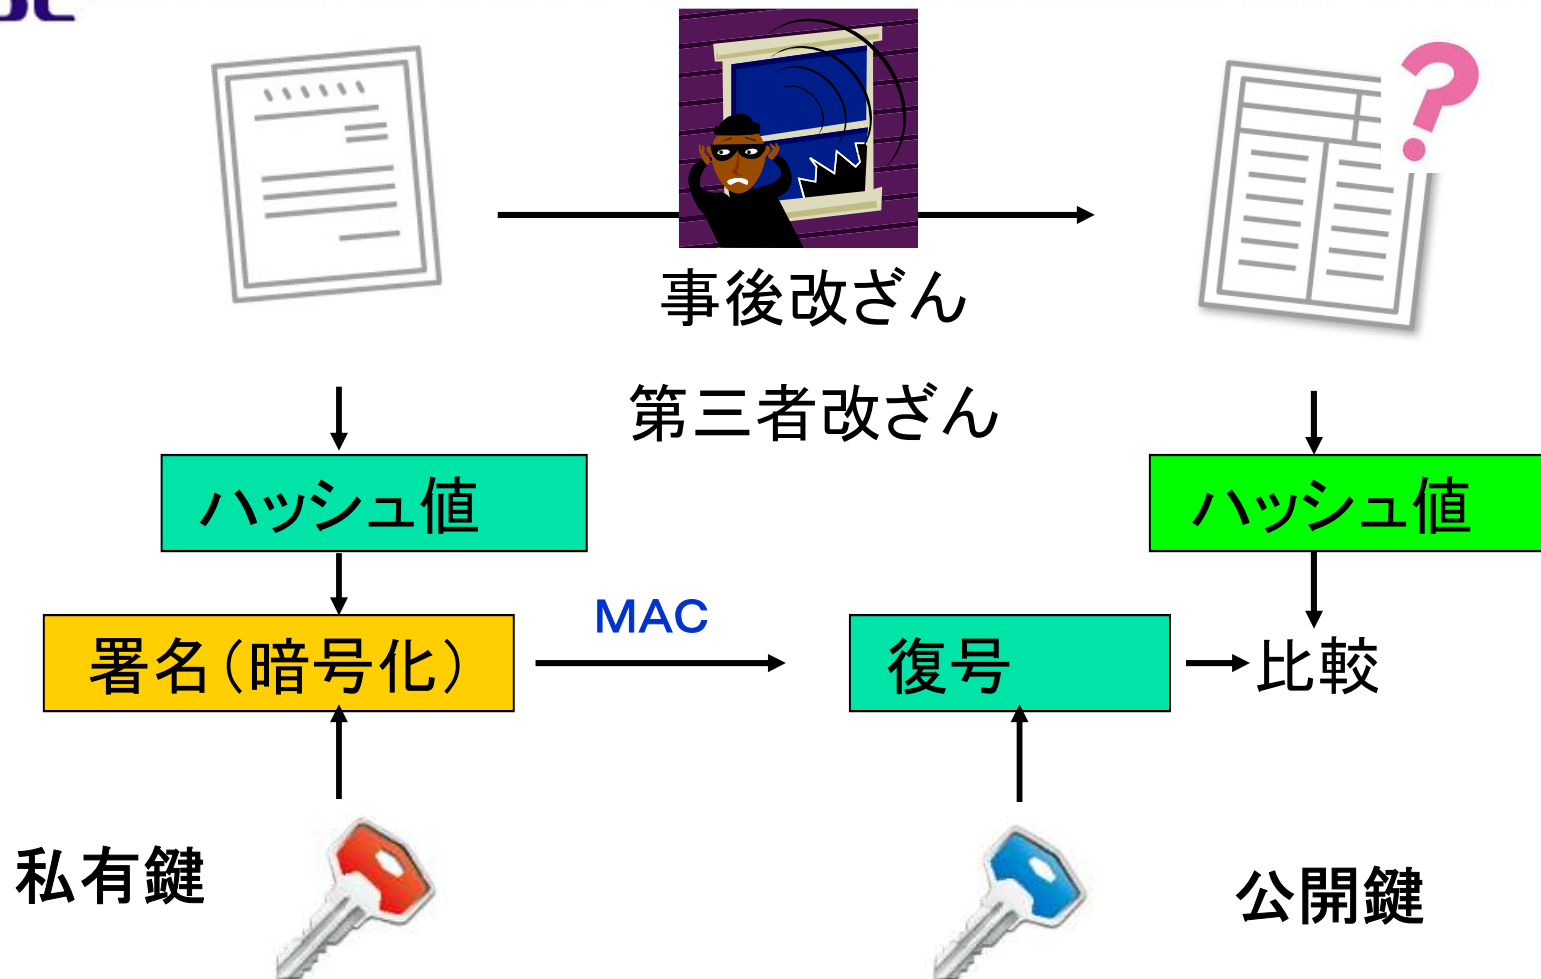 事後改ざん
第三者改ざん
ハッシュ値
ハッシュ値
署名(暗号化)
MAC
復号
比較
私有鍵
公開鍵